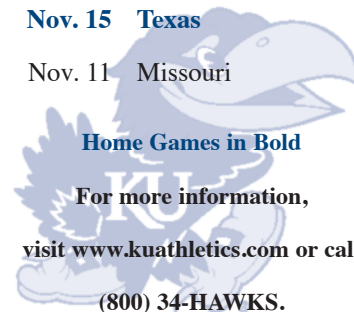 Nov. 15 Texas
Nov. 11 Missouri
Home Games in Bold
For more information,
visit www.kuathletics.com or cal
(800) 34-HAWKS.
KU